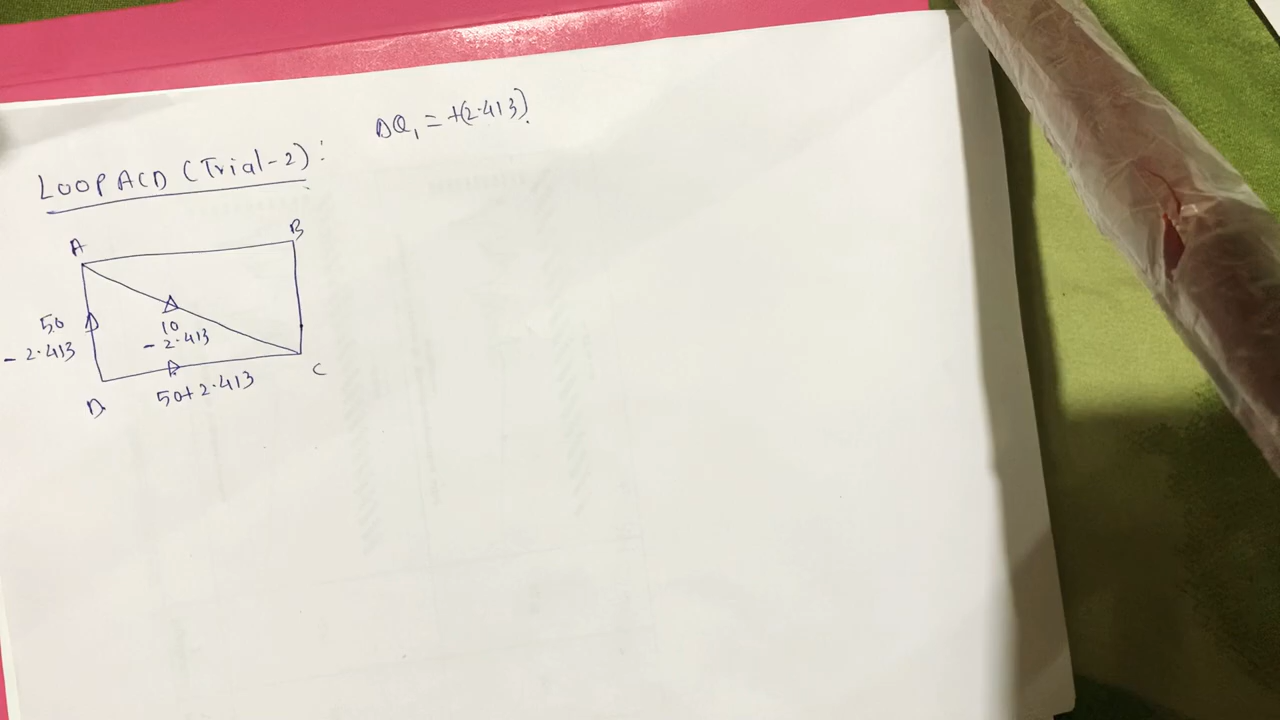 ΔQ₁ = +(2.413).
LOOP ACD (Trial-2):
A
B
50
- 2.413
10
- 2.413
50+2.413
C
D